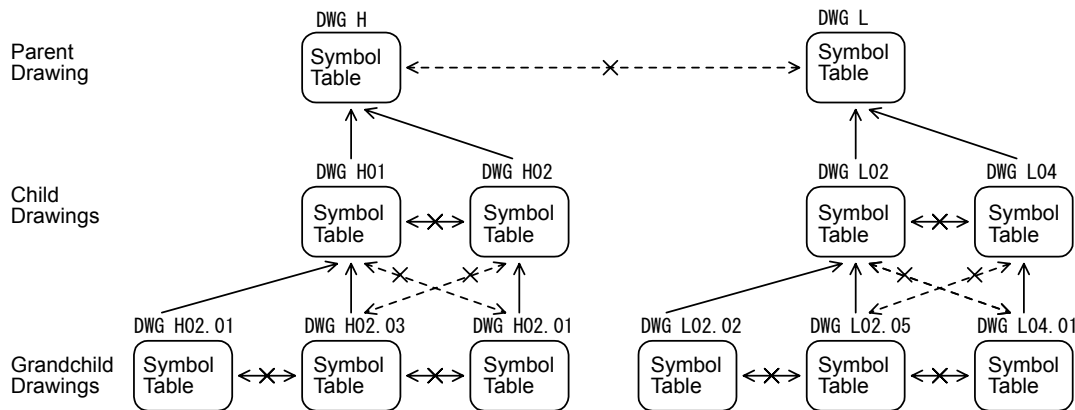 DWG H
DWG L
Parent
Drawing
Symbol
Table
Symbol
Table
DWG H01
DWG H02
DWG L02
DWG L04
Child
Drawings
Symbol
Table
Symbol
Table
Symbol
Table
Symbol
Table
DWG H02.01
DWG H02.03
DWG H02.01
DWG L02.02
DWG L02.05
DWG L04.01
Grandchild
Drawings
Symbol
Table
Symbol
Table
Symbol
Table
Symbol
Table
Symbol
Table
Symbol
Table